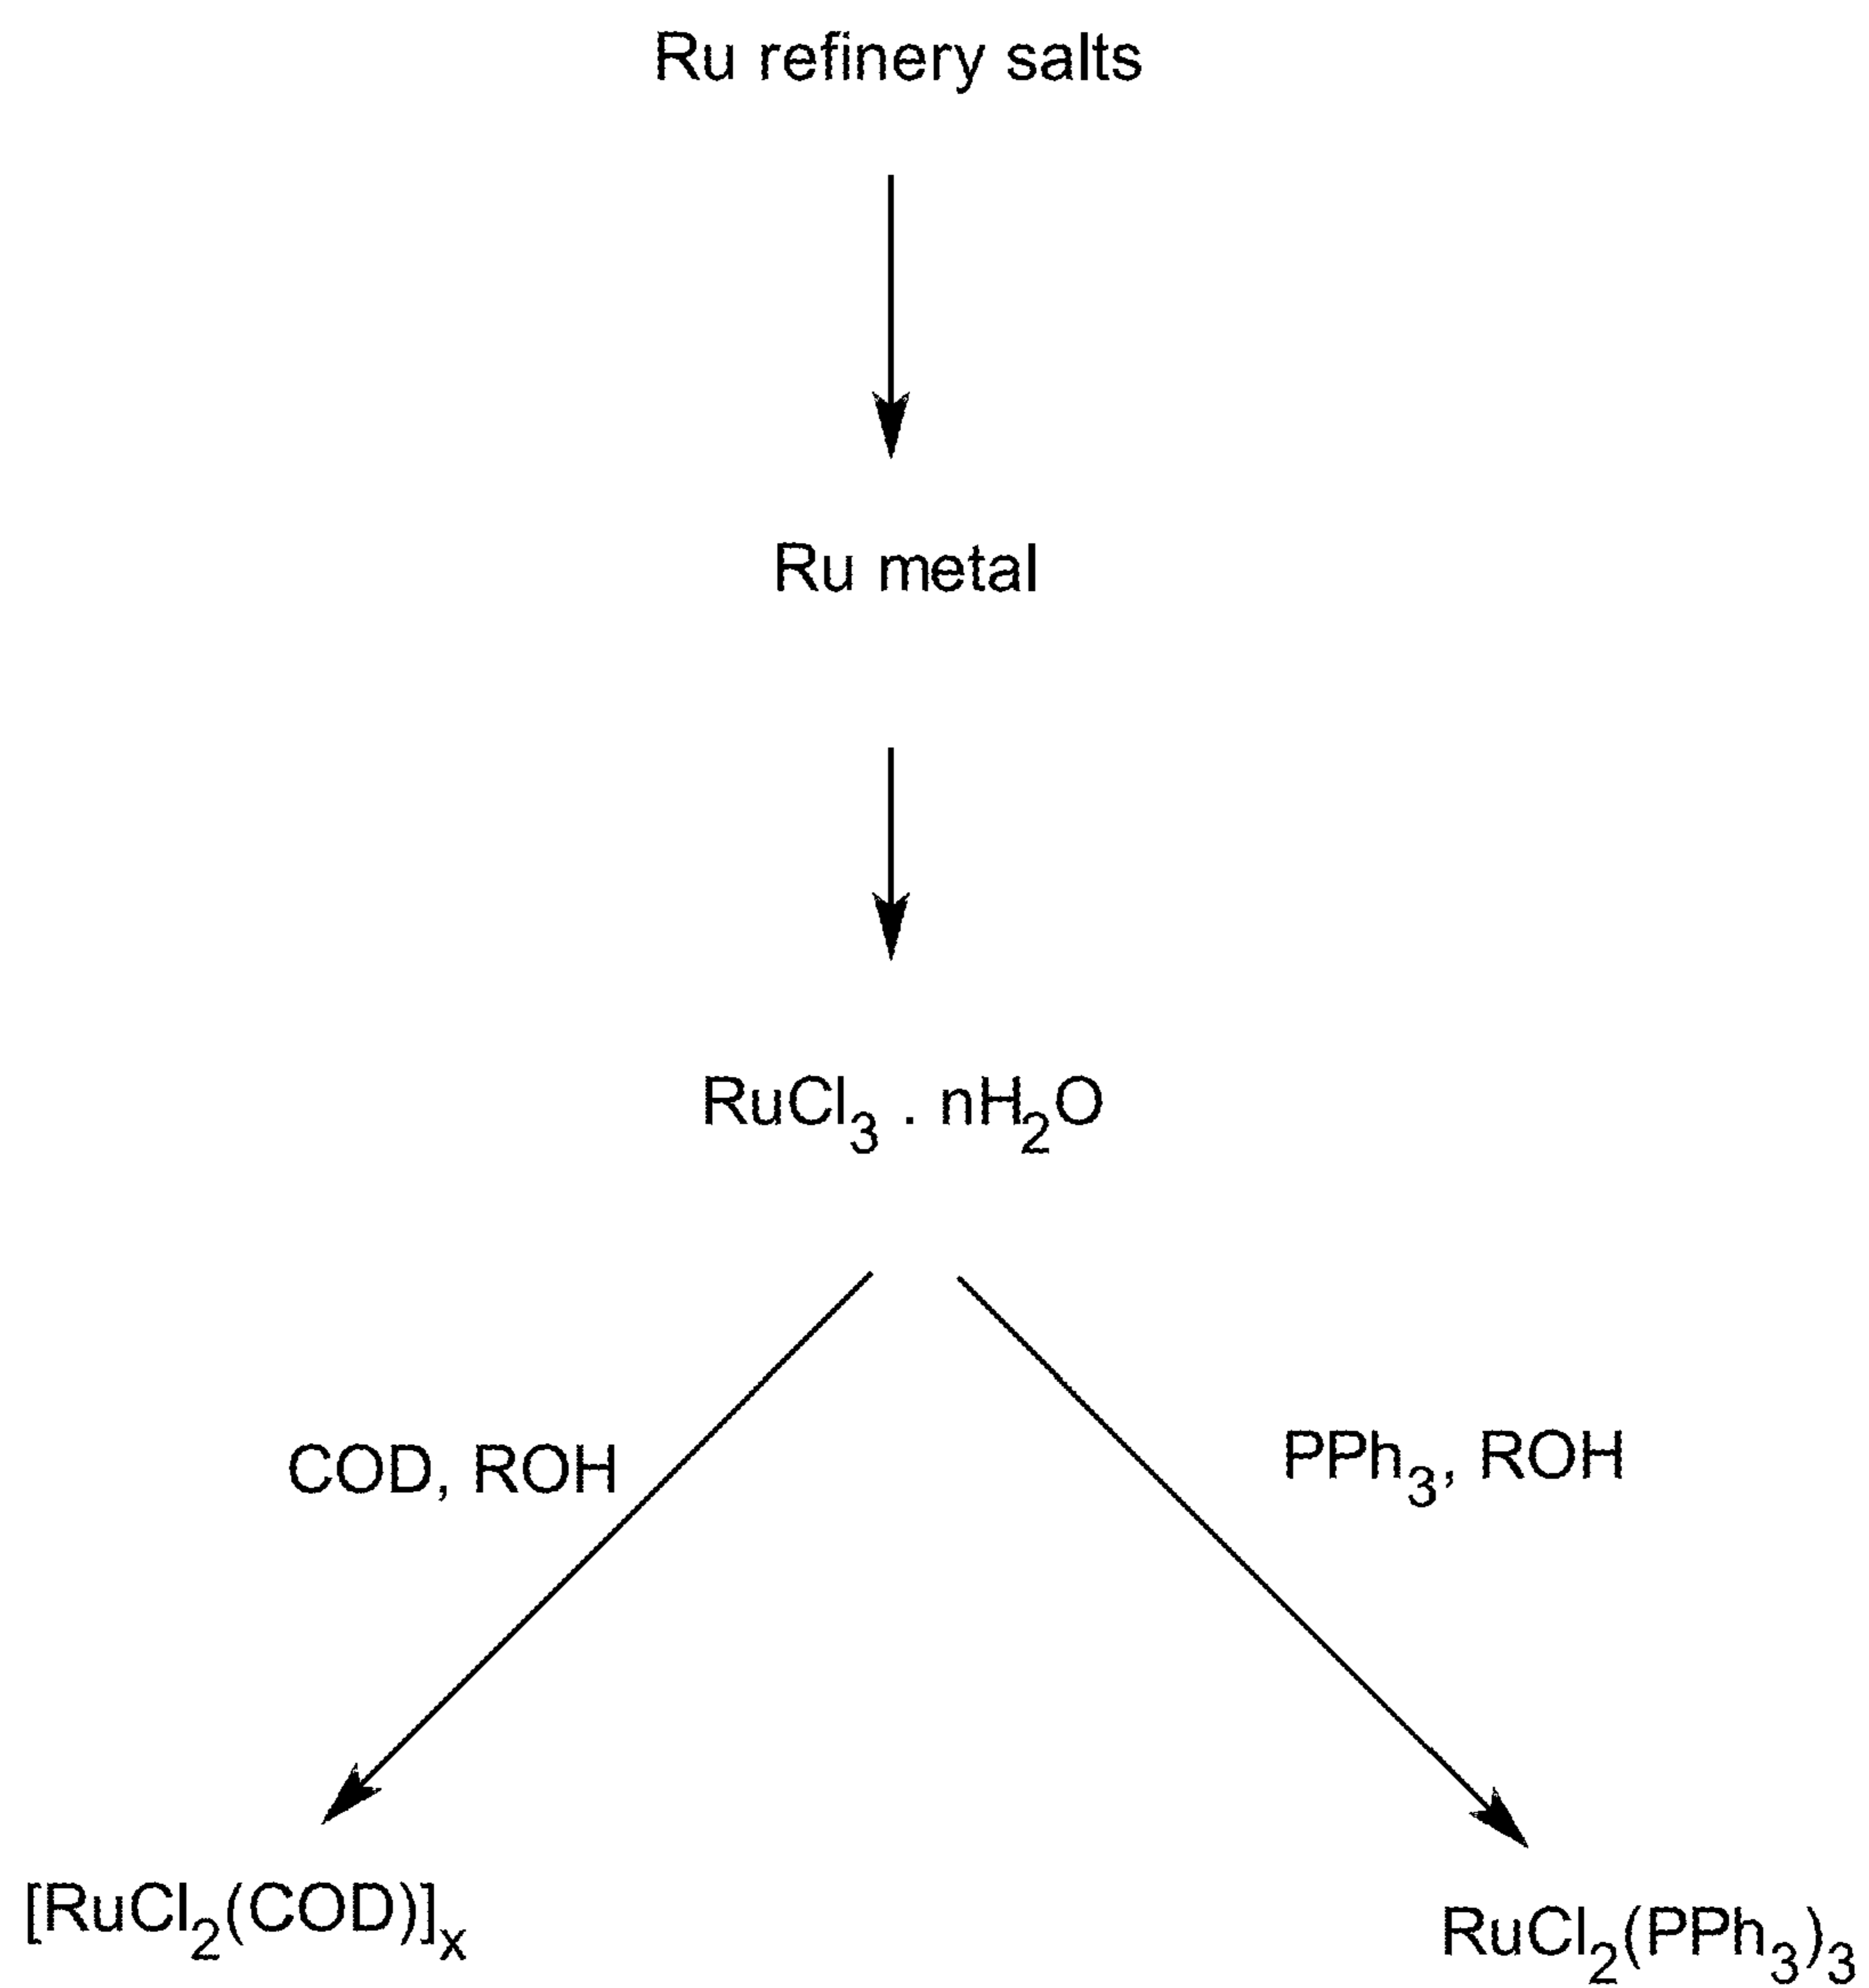 Ru refinery salts
Ru metal
RuCl3 . nH2O
COD, ROH
PPh3, ROH
[RuCl2(COD)]x
RuCl2(PPh3)3